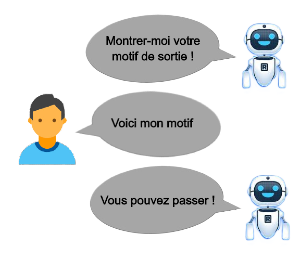 Montrer-moi votre
motif de sortie !
Voici mon motif
Vous pouvez passer !